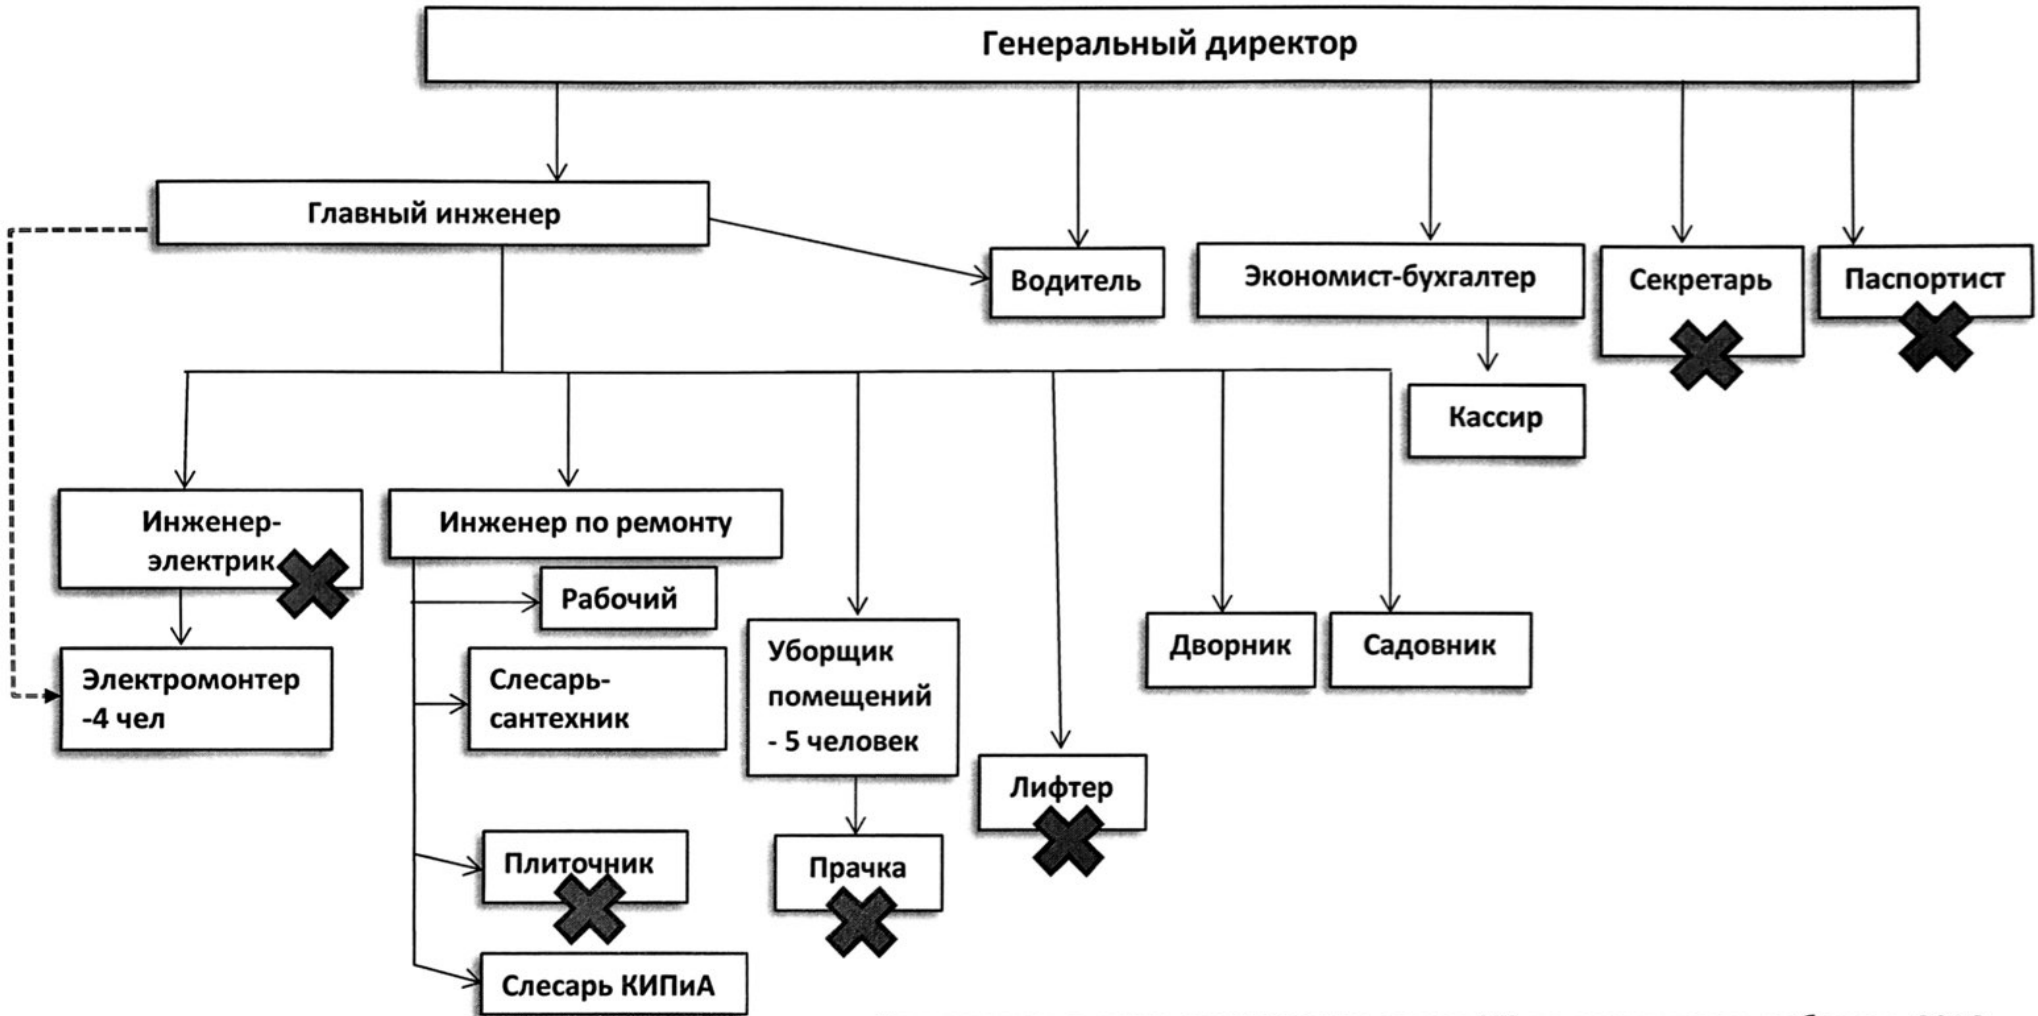 Генеральный директор
Главный инженер
Водитель
Экономист-бухгалтер
Секретарь
Паспортист
Кассир
Инженер-
электрик
Инженер по ремонту
Рабочий
Электромонтер
-4 чел
Слесарь-
сантехник
Уборщик
помещений
- 5 человек
Дворник
Садовник
Лифтер
Плиточник
Прачка
Слесарь КИПиА